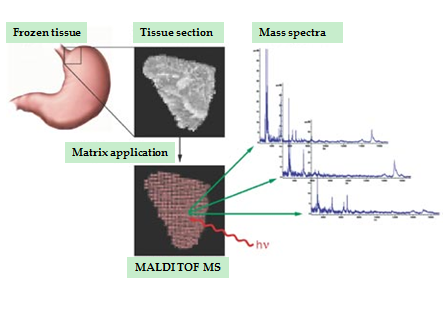 Frozen tissue
Tissue section
Mass spectra
Matrix application
hν
MALDI TOF MS